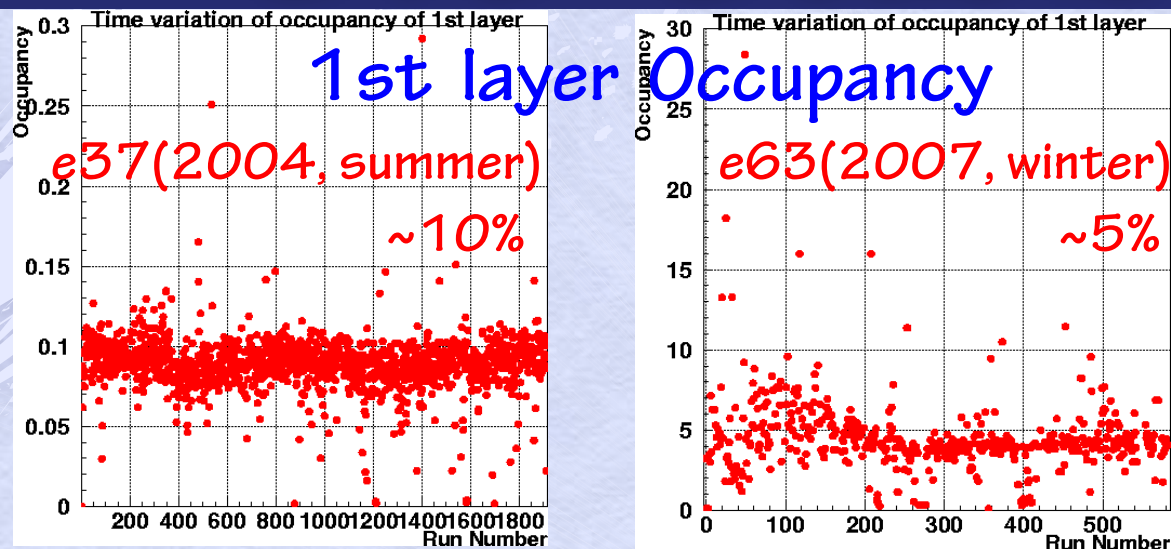 1st layer Occupancy
Time variation of occupancy of 1st layer
Occupancy
e37(2004, summer)
~10%
0.3
0.25
0.2
0.15
0.1
0.05
0
200 400 600 800 1000 1200 1400 1600 1800
Run Number
Time variation of occupancy of 1st layer
Occupancy
e63(2007, winter)
~5%
30
25
20
15
10
5
0
0 100 200 300 400 500
Run Number